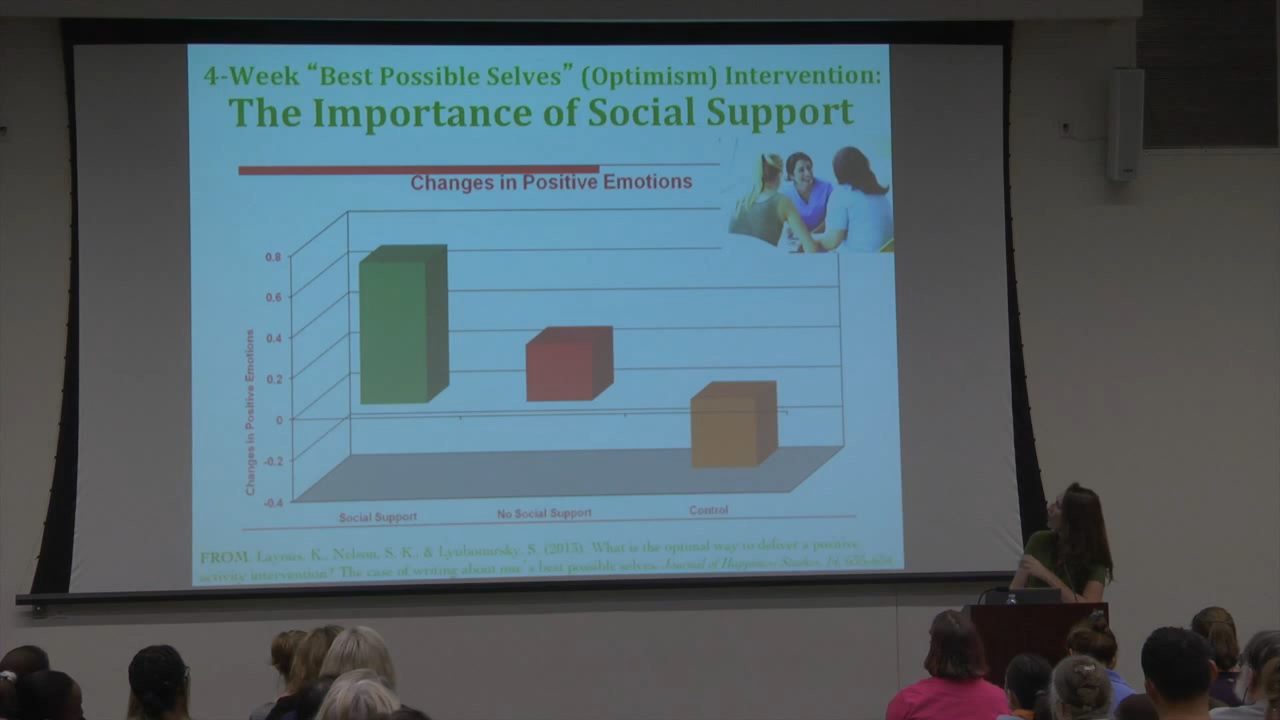 4-Week “Best Possible Selves” (Optimism) Intervention:
The Importance of Social Support
Changes in Positive Emotions
Changes in Positive Emotions
0.8
0.6
0.4
0.2
0
-0.2
-0.4
Social Support
No Social Support
Control
FROM Layous, K., Nelson, S. K., & Lyubomirsky, S. (2013). What is the optimal way to deliver a positive
activity intervention? The case of writing about one's best possible selves. Journal of Happiness Studies, 14,